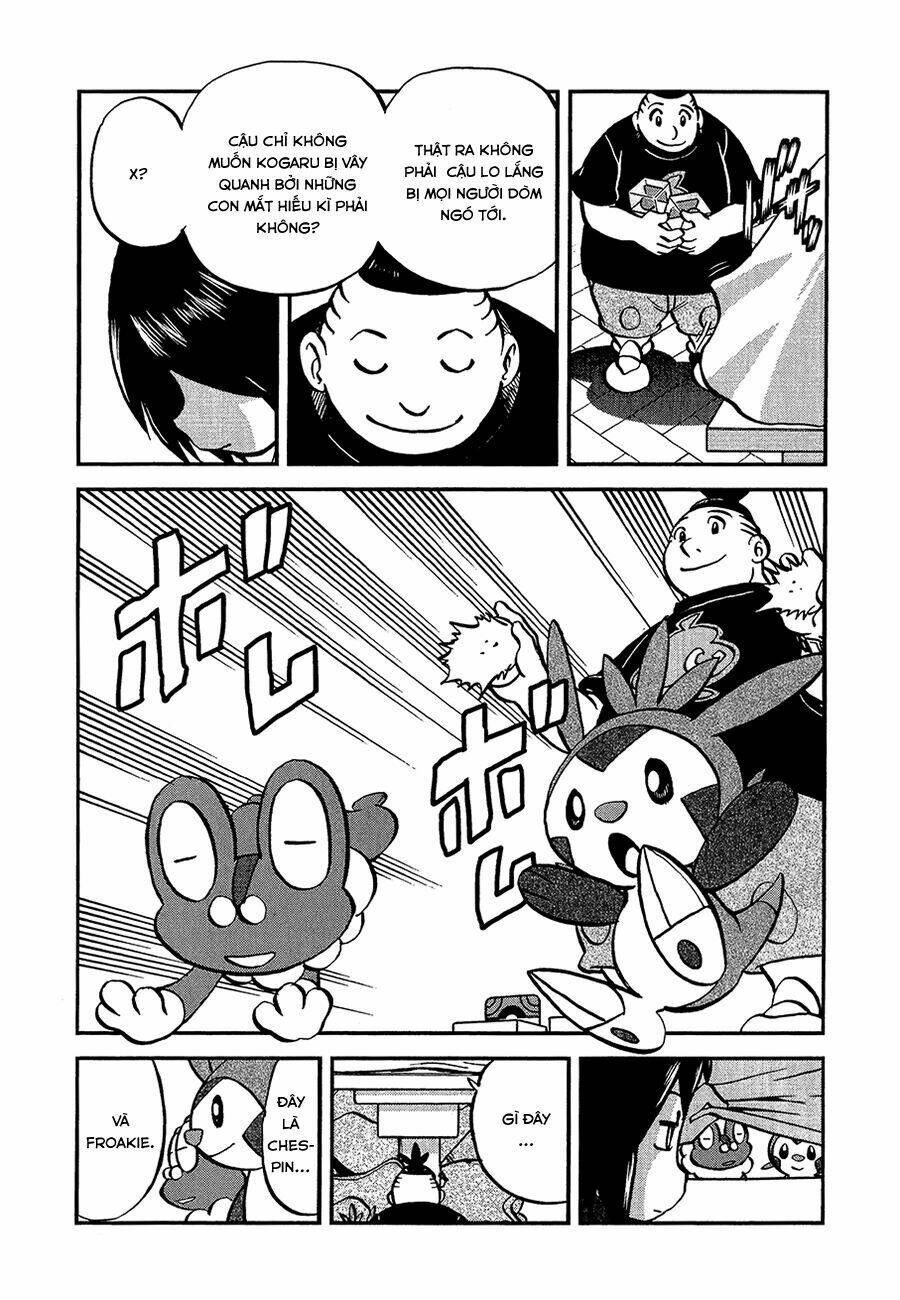 THẬT RA KHÔNG
PHẢI CẬU LO LẮNG
BỊ MỌI NGƯỜI DÒM
NGÓ TỚI.
CẬU CHỈ KHÔNG
MUỐN KOGARU BỊ VÂY
QUANH BỞI NHỮNG
CON MẮT HIẾU KÌ PHẢI
KHÔNG?
X?
ボム
ボム
GÌ ĐÂY
...
ĐÂY
LÀ
CHES-
PIN...
VÀ
FROAKIE.